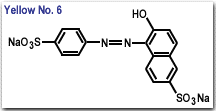 Yellow No. 6
HO
N=N
NaO₃S
SO₃Na